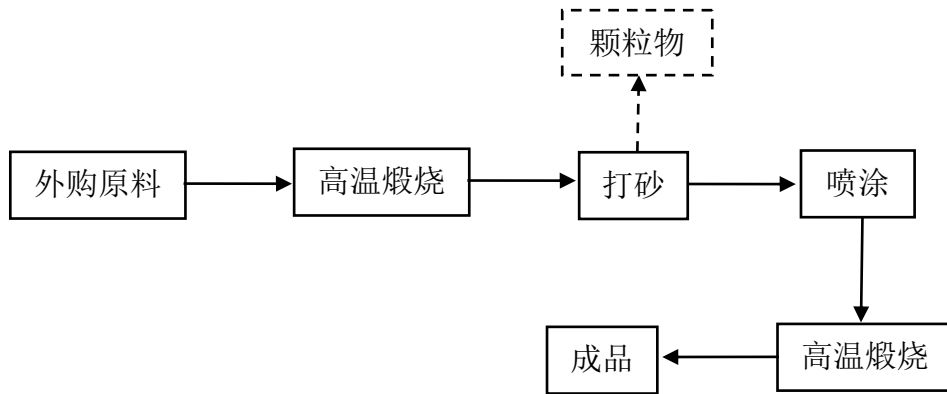 颗粒物
外购原料
高温煅烧
打砂
喷涂
成品
高温煅烧